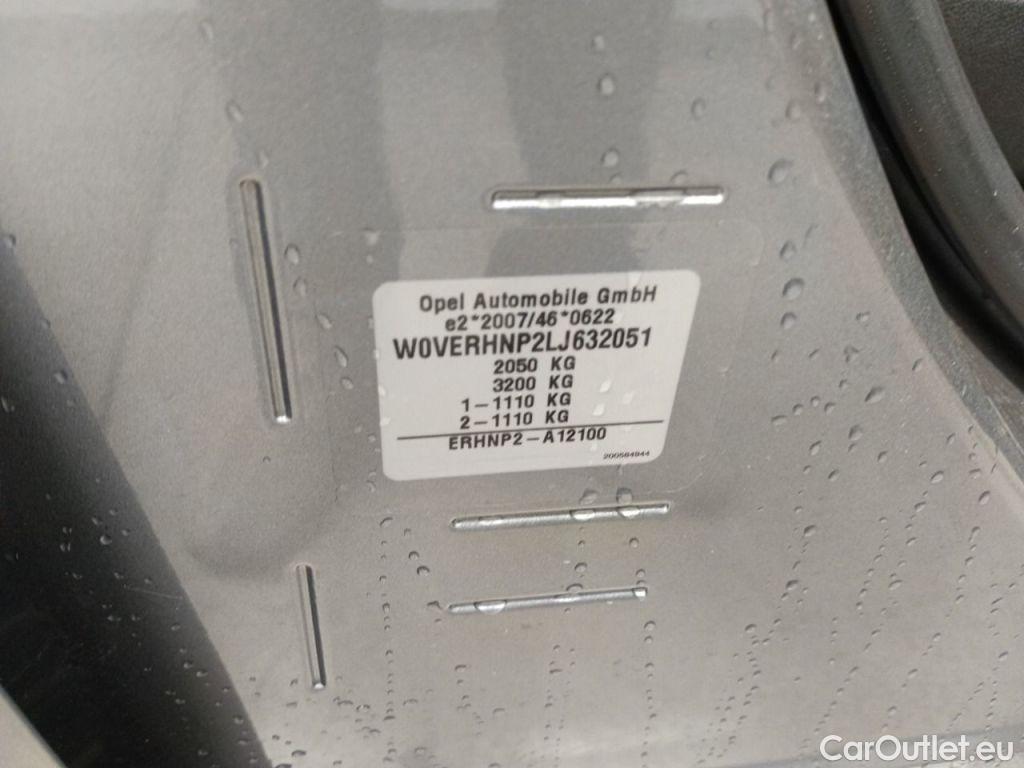 Opel Automobile GmbH
e2*2007/46*0622
W0VERHNP2LJ632051
2050 KG
3200 KG
1-1110 KG
2-1110 KG
ERHNP2-A12100
200584944
CarOutlet.eu